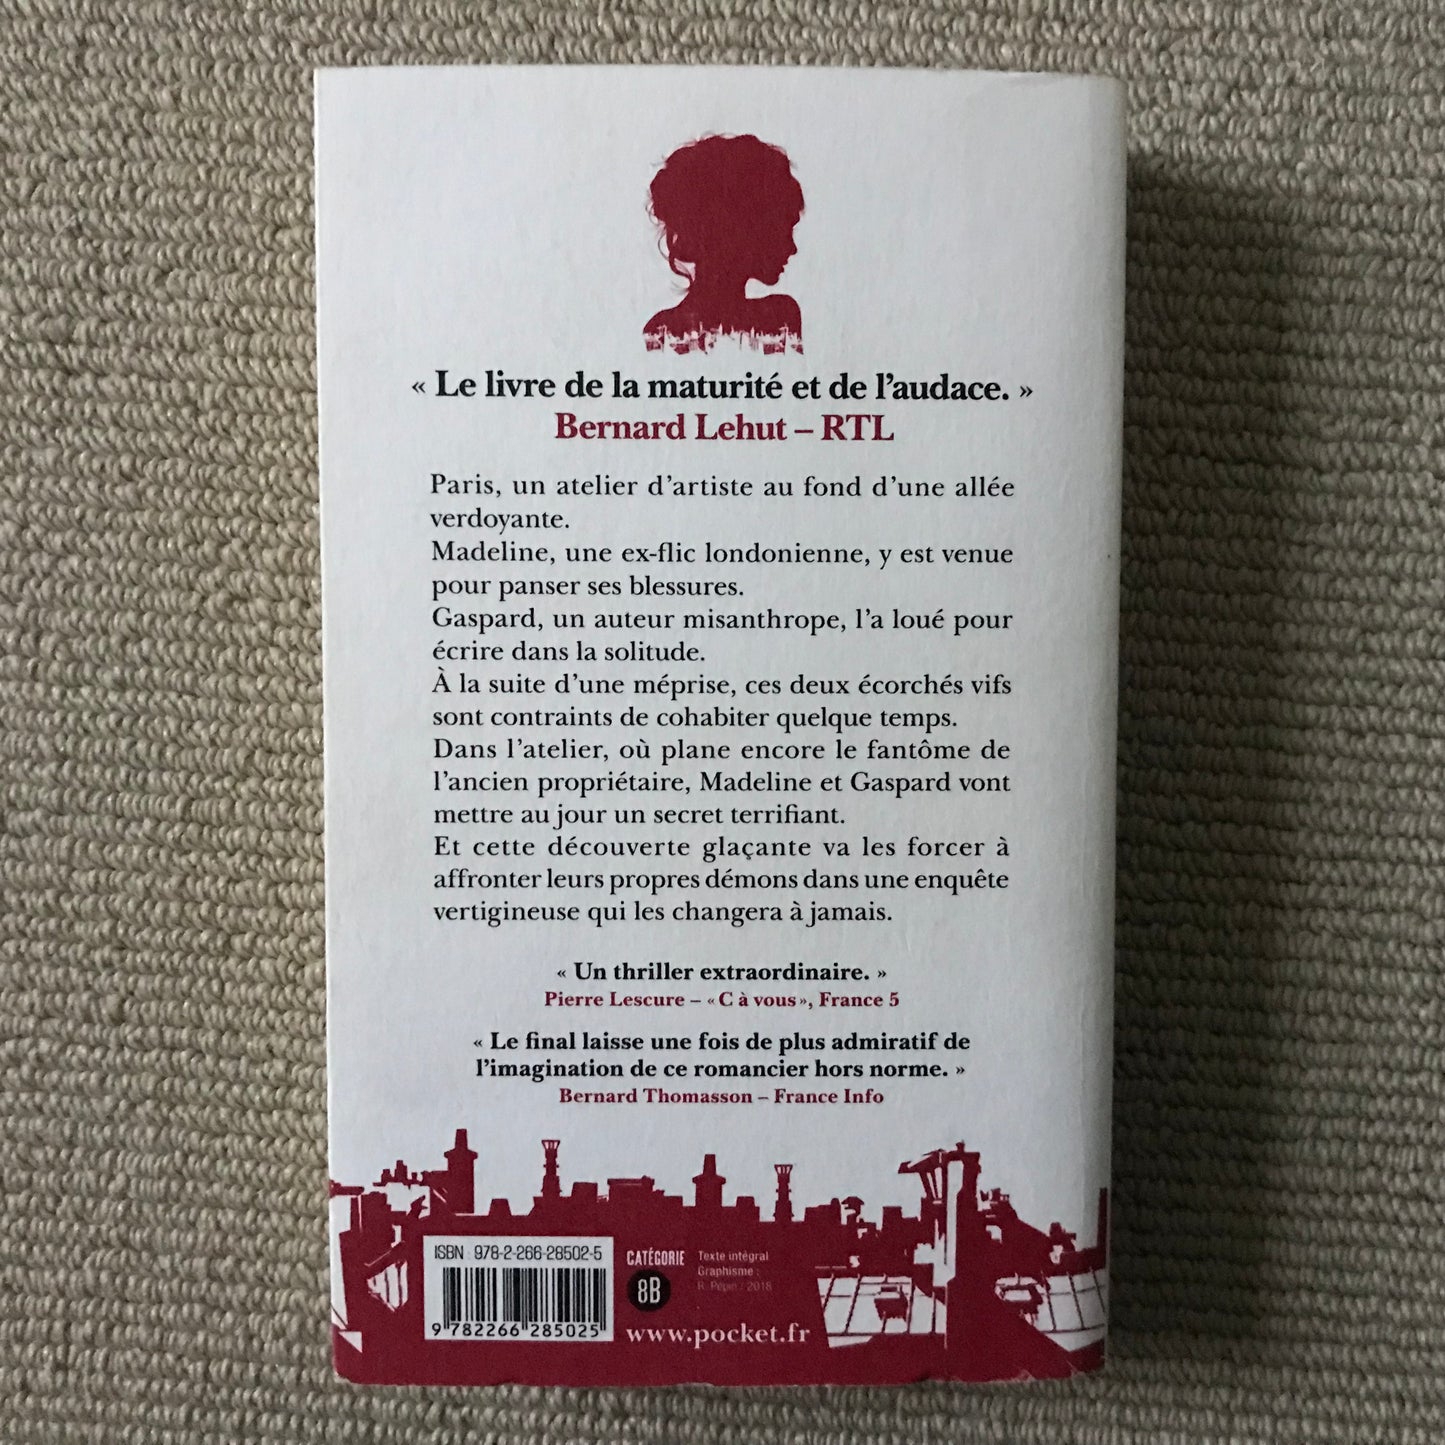 « Le livre de la maturité et de l'audace. »
Bernard Lehut – RTL
Paris, un atelier d'artiste au fond d'une allée
verdoyante.
Madeline, une ex-flic londonienne, y est venue
pour panser ses blessures.
Gaspard, un auteur misanthrope, l'a loué pour
écrire dans la solitude.
À la suite d'une méprise, ces deux écorchés vifs
sont contraints de cohabiter quelque temps.
Dans l'atelier, où plane encore le fantôme de
l'ancien propriétaire, Madeline et Gaspard vont
mettre au jour un secret terrifiant.
Et cette découverte glaçante va les forcer à
affronter leurs propres démons dans une enquête
vertigineuse qui les changera à jamais.
« Un thriller extraordinaire. »
Pierre Lescure – « C à vous », France 5
« Le final laisse une fois de plus admiratif de
l'imagination de ce romancier hors norme. »
Bernard Thomasson – France Info
ISBN 978-2-266-28502-5
9 782266 285025
CATÉGORIE
8B
Texte intégral
Graphisme :
R. Pépin / 2018
www.pocket.fr